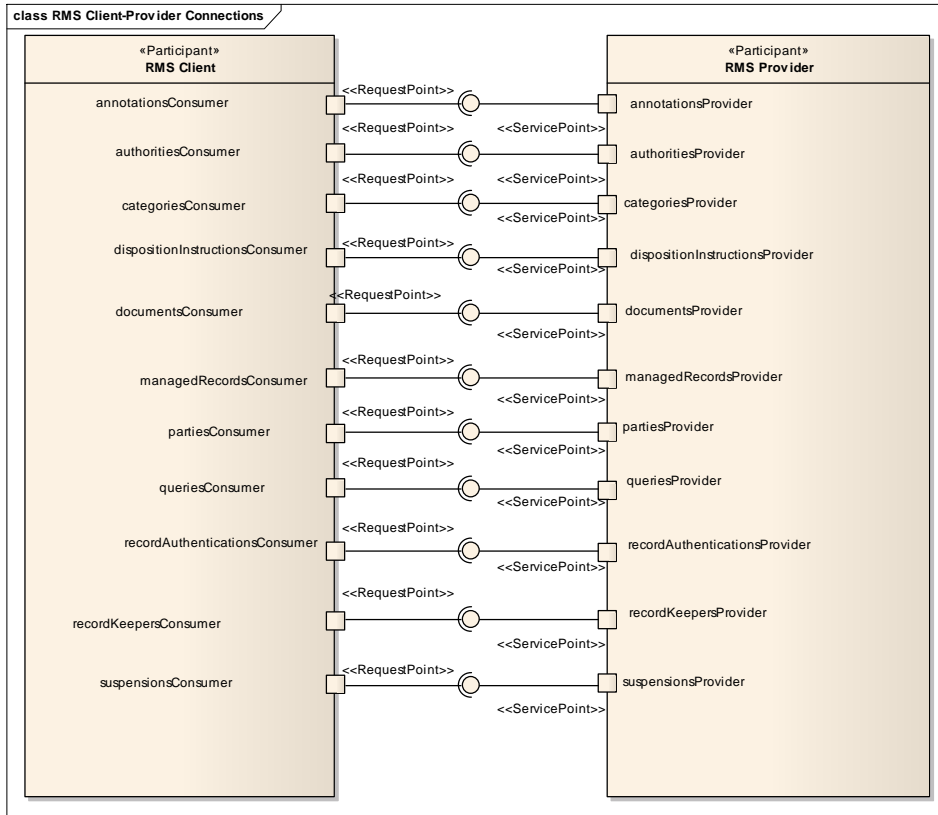 class RMS Client-Provider Connections
«Participant»
RMS Client
«Participant»
RMS Provider
annotationsConsumer
<<RequestPoint>>
annotationsProvider
<<ServicePoint>>
authoritiesConsumer
<<RequestPoint>>
authoritiesProvider
<<ServicePoint>>
categoriesConsumer
<<RequestPoint>>
categoriesProvider
<<ServicePoint>>
dispositionInstructionsConsumer
<<RequestPoint>>
dispositionInstructionsProvider
<<ServicePoint>>
documentsConsumer
<<RequestPoint>>
documentsProvider
<<ServicePoint>>
managedRecordsConsumer
<<RequestPoint>>
managedRecordsProvider
<<ServicePoint>>
partiesConsumer
<<RequestPoint>>
partiesProvider
<<ServicePoint>>
queriesConsumer
<<RequestPoint>>
queriesProvider
<<ServicePoint>>
recordAuthenticationsConsumer
<<RequestPoint>>
recordAuthenticationsProvider
<<ServicePoint>>
recordKeepersConsumer
<<RequestPoint>>
recordKeepersProvider
<<ServicePoint>>
suspensionsConsumer
<<RequestPoint>>
suspensionsProvider
<<ServicePoint>>